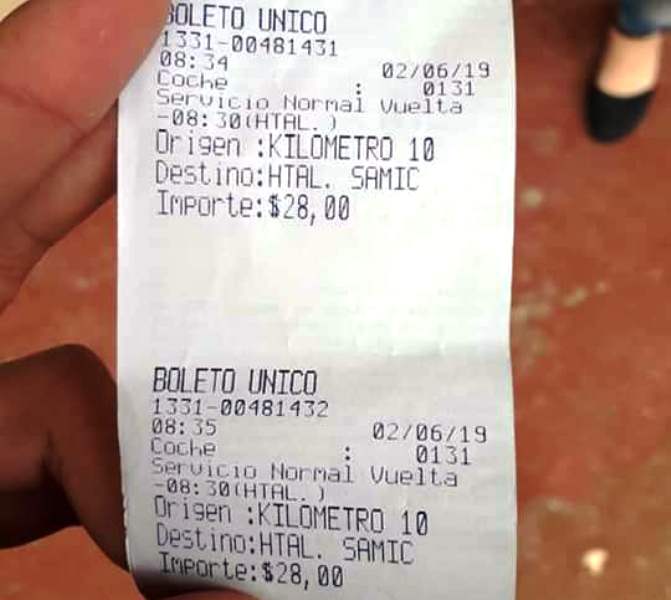 BOLETO UNICO
1331-00481431
08:34 02/06/19
Coche : 0131
Servicio Normal Vuelta
-08:30(HTAL. )
Origen :KILOMETRO 10
Destino:HTAL. SAMIC
Importe:$28,00
BOLETO UNICO
1331-00481432
08:35 02/06/19
Coche : 0131
Servicio Normal Vuelta
-08:30(HTAL. )
Origen :KILOMETRO 10
Destino:HTAL. SAMIC
Importe:$28,00